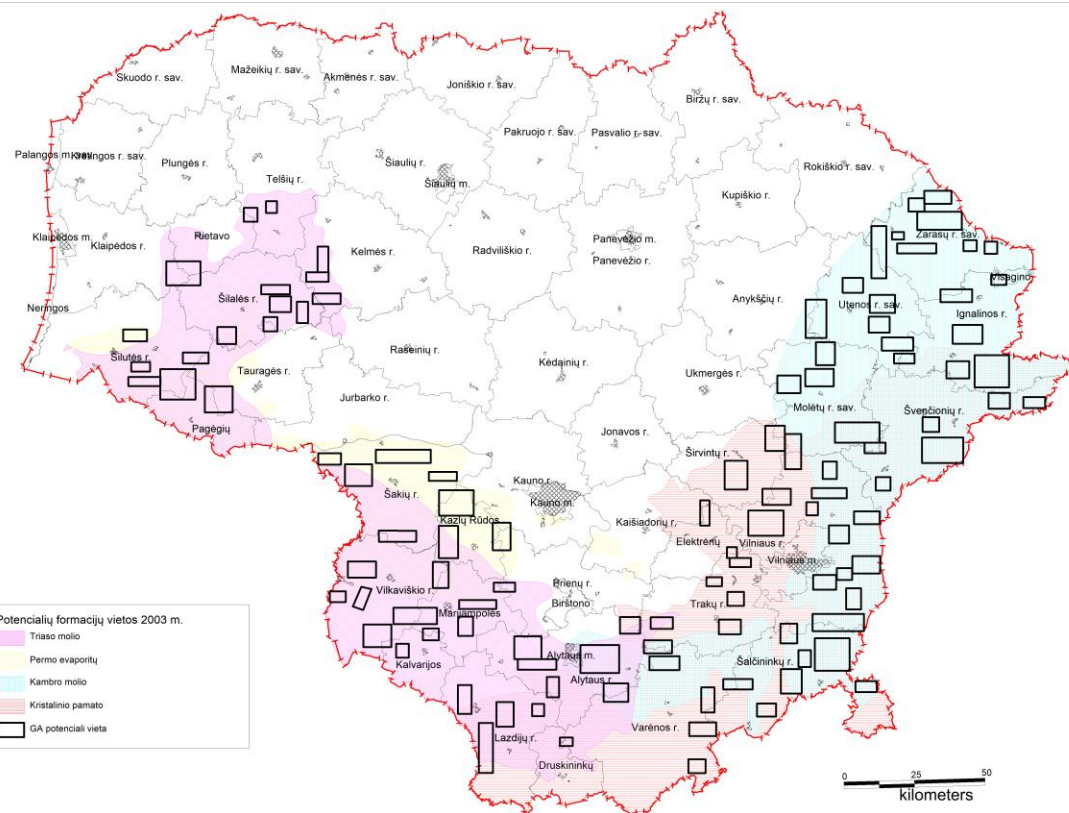 Skuodo r. sav.
Mažeikių r. sav.
Akmenės r. sav.
Joniškio r. sav.
Biržų r. sav.
Pakruojo r. sav.
Pasvalio r. sav.
Palangos m. sav.
Kretingos r. sav.
Plungės r.
Telšių r.
Šiaulių r.
Šiaulių m.
Rokiškio r. sav.
Kupiškio r.
Klaipėdos m.
Klaipėdos r.
Rietavo
Kelmės r.
Radviliškio r.
Panevėžio m.
Panevėžio r.
Zarasų r. sav.
Visagino
Neringos
Šilalės r.
Anykščių r.
Utenos r. sav.
Ignalinos r.
Šilutės r.
Tauragės r.
Raseinių r.
Kėdainių r.
Ukmergės r.
Jurbarko r.
Molėtų r. sav.
Švenčionių r.
Pagėgių
Jonavos r.
Širvintų r.
Šakių r.
Kauno r.
Kauno m.
Kazlų Rūdos
Kaišiadorių r.
Elektrėnų
Vilniaus r.
Vilniaus m.
Vilkaviškio r.
Prienų r.
Birštono
Trakų r.
Marijampolės
Kalvarijos
Alytaus m.
Alytaus r.
Šalčininkų r.
Lazdijų r.
Varėnos r.
Druskininkų
Potencialių formacijų vietos 2003 m.
Triaso molio
Permo evaporitų
Kambro molio
Kristalinio pamato
GA potenciali vieta
0 25 50
kilometers